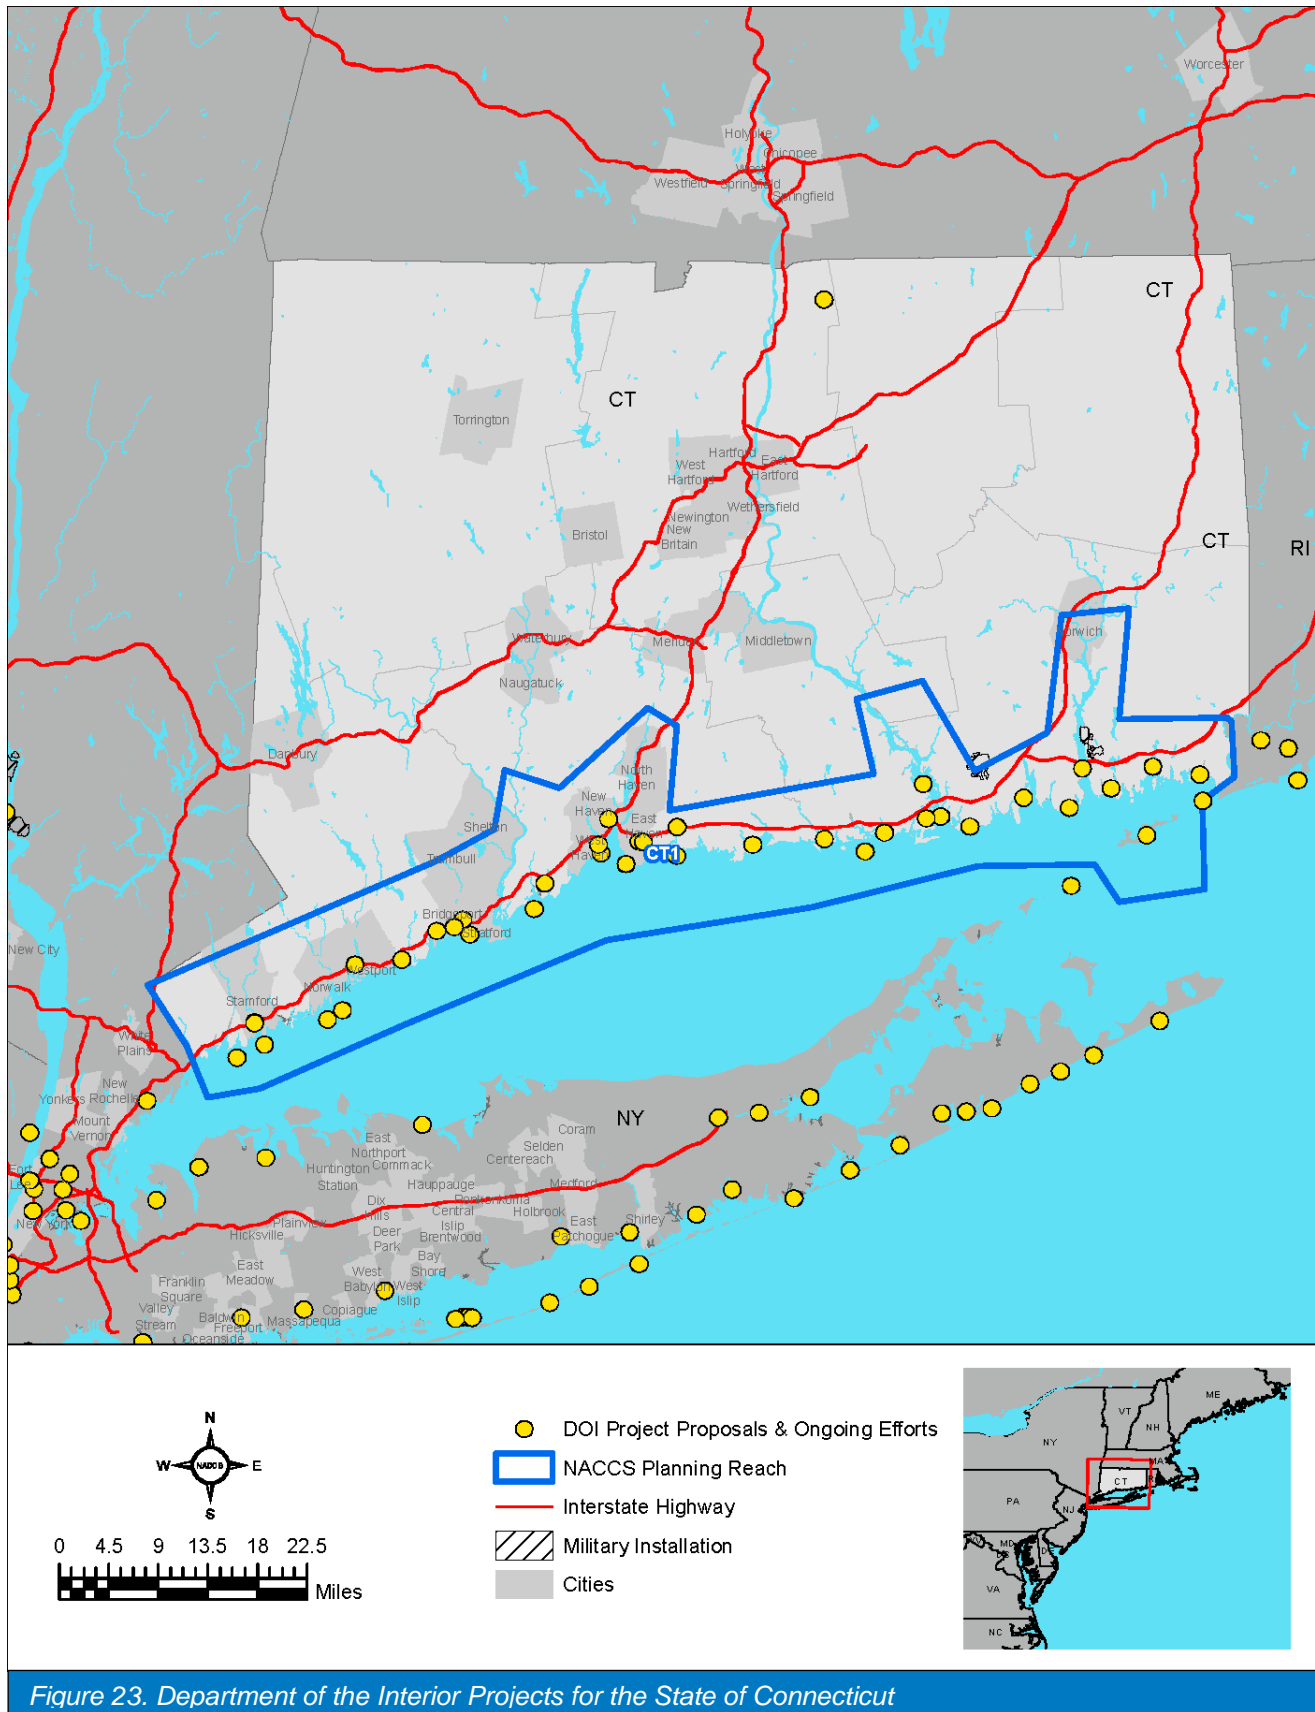 Worcester
Holyoke
Chicopee
West
Springfield
Westfield
Springfield
CT
CT
Torrington
Hartford
West
Hartford
East
Hartford
Wethersfield
Newington
New
Britain
Bristol
CT
RI
Waterbury
Meriden
Middletown
Norwich
Naugatuck
Danbury
North
Haven
New
Haven
East
Haven
West
Haven
CT1
Shelton
Trumbull
Bridgeport
Stratford
Westport
Norwalk
Stamford
New City
White
Plains
New
Rochelle
Yonkers
Mount
Vernon
Fort
Lee
New York
NY
Coram
Selden
Centereach
East
Northport
Commack
Huntington
Station
Hauppauge
Medford
Ronkonkoma
Holbrook
Dix
Hills
Central
Islip
Brentwood
Deer
Park
Plainview
Hicksville
East
Patchogue
Shirley
Bay
Shore
West
Babylon
West
Islip
East
Meadow
Franklin
Square
Valley
Stream
Baldwin
Freeport
Oceanside
Massapequa
Copiague
N
W
NACCS
E
S
0 4.5 9 13.5 18 22.5
Miles
DOI Project Proposals & Ongoing Efforts
NACCS Planning Reach
Interstate Highway
Military Installation
Cities
ME
VT
NH
NY
MA
CT
PA
NJ
MD
VA
NC
Figure 23. Department of the Interior Projects for the State of Connecticut